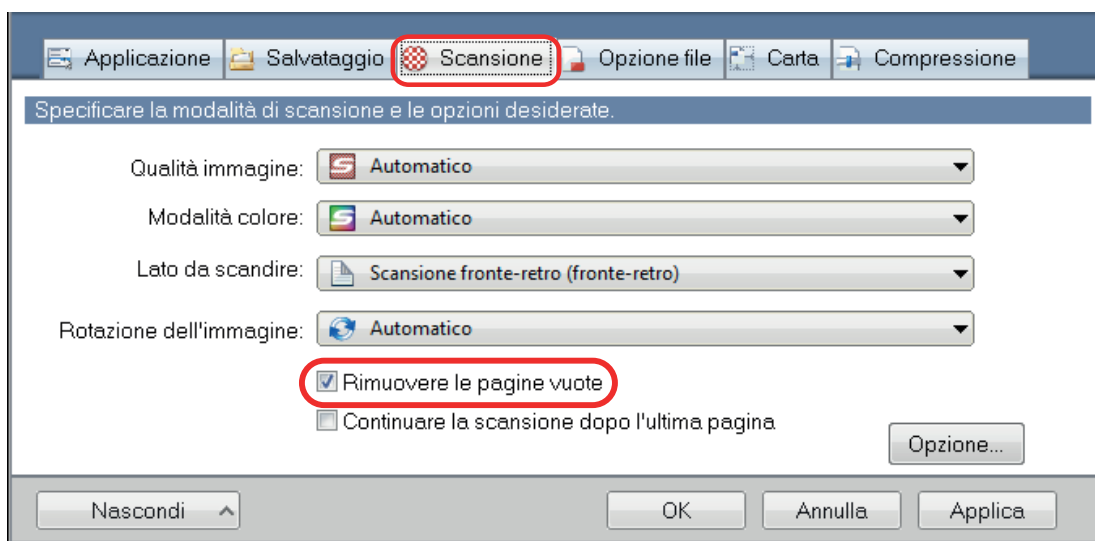 Applicazione Salvataggio Scansione Opzione file Carta Compressione
Specificare la modalità di scansione e le opzioni desiderate.
Qualità immagine: Automatico
Modalità colore: Automatico
Lato da scandire: Scansione fronte-retro (fronte-retro)
Rotazione dell'immagine: Automatico
Rimuovere le pagine vuote
Continuare la scansione dopo l'ultima pagina
Opzione...
Nascondi OK Annulla Applica